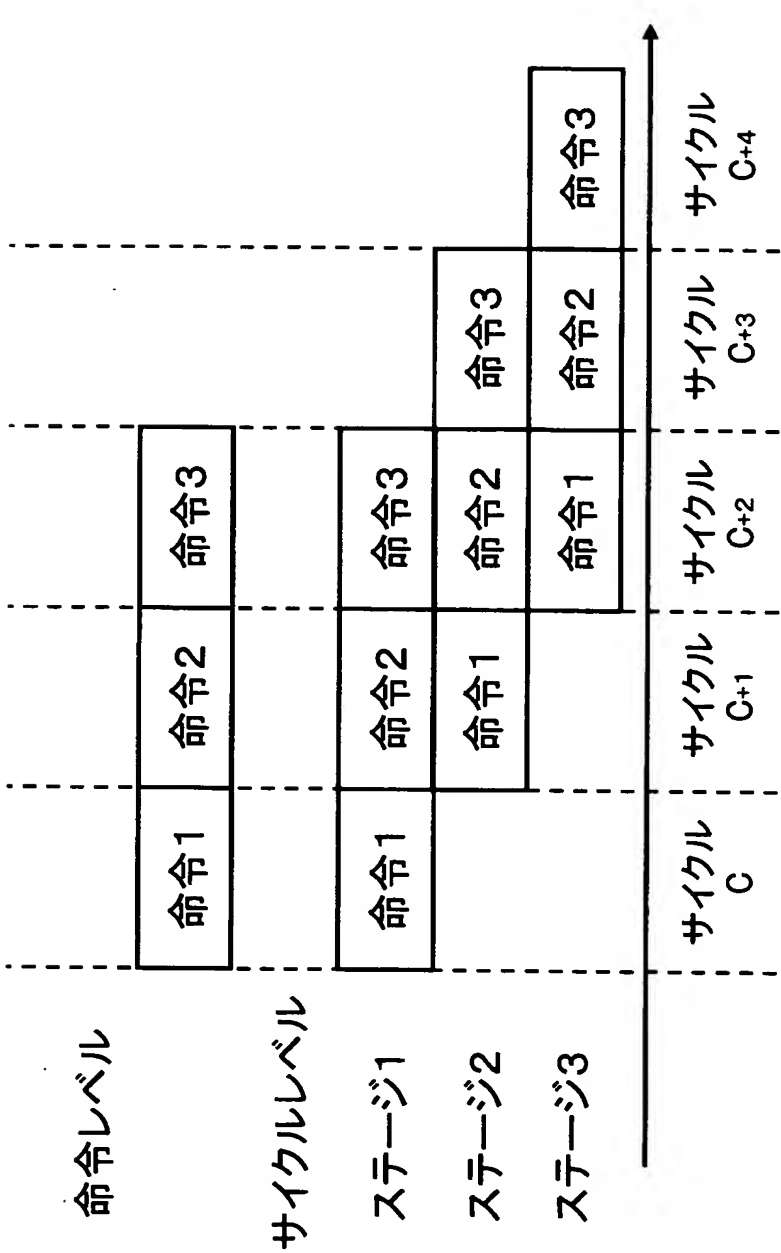 命令レベル
命令1 命令2 命令3
サイクルレベル
ステージ1 命令1 命令2 命令3
ステージ2 命令1 命令2 命令3
ステージ3 命令1 命令2 命令3
サイクル サイクル サイクル サイクル サイクル
C C+1 C+2 C+3 C+4